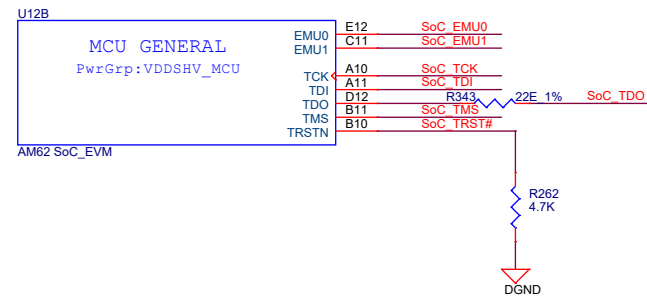 U12B
MCU GENERAL
PwrGrp:VDDSHV_MCU
EMU0 E12 SoC_EMU0
EMU1 C11 SoC_EMU1
TCK A10 SoC_TCK
TDI A11 SoC_TDI
TDO D12 R343 22E_1% SoC_TDO
TMS B11 SoC_TMS
TRSTN B10 SoC_TRST#
AM62 SoC_EVM
R262
4.7K
DGND